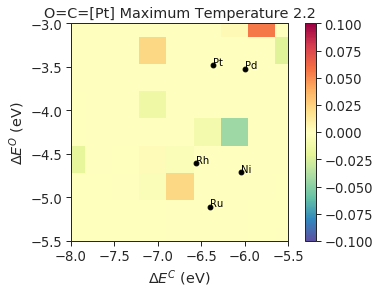 O=C=[Pt] Maximum Temperature 2.2
ΔE^O (eV)
−3.0
−3.5
−4.0
−4.5
−5.0
−5.5
Pt
Pd
Rh
Ni
Ru
−8.0 −7.5 −7.0 −6.5 −6.0 −5.5
ΔE^C (eV)
0.100
0.075
0.050
0.025
0.000
−0.025
−0.050
−0.075
−0.100